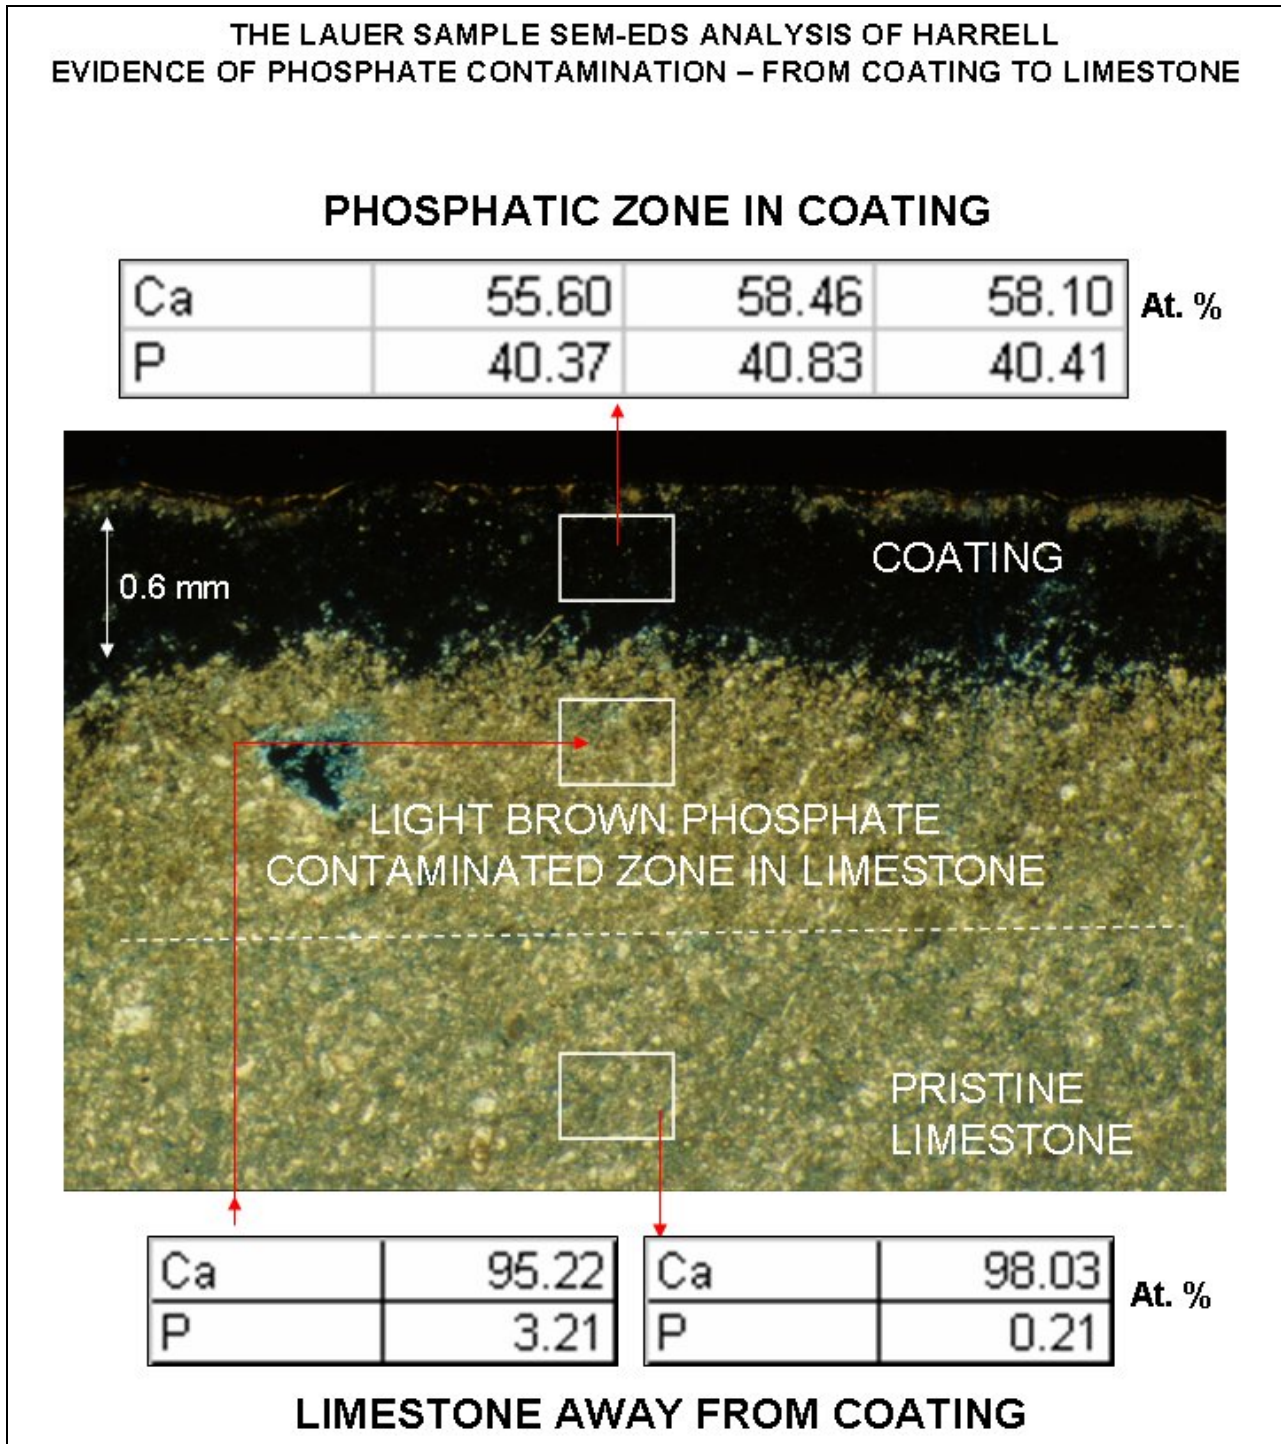 THE LAUER SAMPLE SEM-EDS ANALYSIS OF HARRELL
EVIDENCE OF PHOSPHATE CONTAMINATION – FROM COATING TO LIMESTONE
PHOSPHATIC ZONE IN COATING
Ca 55.60 58.46 58.10
At. %
P 40.37 40.83 40.41
COATING
0.6 mm
LIGHT BROWN PHOSPHATE
CONTAMINATED ZONE IN LIMESTONE
PRISTINE
LIMESTONE
Ca 95.22
P 3.21
Ca 98.03
P 0.21
At. %
LIMESTONE AWAY FROM COATING